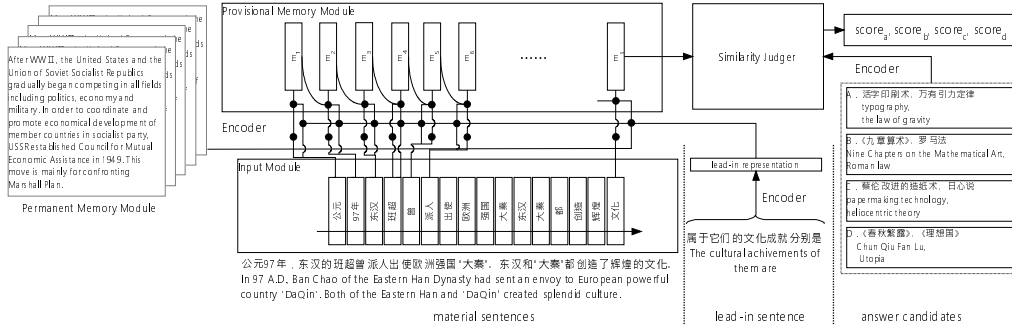 Provisional Memory Module
After WW II, the United States and the
Union of Soviet Socialist Republics
gradually began competing in all fields
including politics, economy and
military. In order to coordinate and
promote economical development of
member countries in socialist party,
USSR established Council for Mutual
Economic Assistance in 1949. This
move is mainly for confronting
Marshall Plan.
Permanent Memory Module
m1
m2
m3
m4
m5
m6
......
Similarity Judger
score_a, score_b, score_c, score_d
Encoder
Encoder
Input Module
公元
97年
东汉
班超
曾
派人
出使
欧洲
强国
大秦
东汉
大秦
都
创造
辉煌
文化
公元97年，东汉的班超曾派人出使欧洲强国“大秦”．东汉和“大秦”都创造了辉煌的文化．
In 97 A.D., Ban Chao of the Eastern Han Dynasty had sent an envoy to European powerful
country 'DaQin'. Both of the Eastern Han and 'DaQin' created splendid culture.
material sentences
lead-in representation
Encoder
属于它们的文化成就分别是
The cultural achivements of
them are
lead-in sentence
A．活字印刷术、万有引力定律
typography,
the law of gravity
B．《九章算术》、罗马法
Nine Chapters on the Mathematical Art,
Roman law
C．蔡伦改进的造纸术、日心说
papermaking technology,
heliocentric theory
D．《春秋繁露》、《理想国》
Chun Qiu Fan Lu,
Utopia
answer candidates